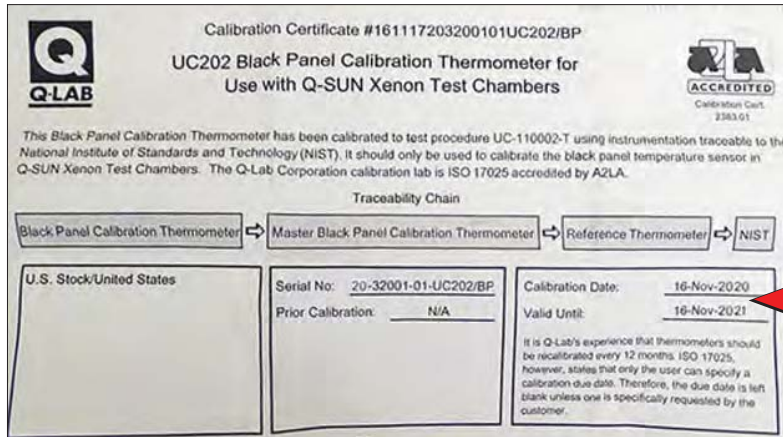 Calibration Certificate #161117203200101UC202/BP
UC202 Black Panel Calibration Thermometer for
Use with Q-SUN Xenon Test Chambers
Q
Q-LAB
A2LA
ACCREDITED
Calibration Cert.
2383.01
This Black Panel Calibration Thermometer has been calibrated to test procedure UC-110002-T using instrumentation traceable to the
National Institute of Standards and Technology (NIST). It should only be used to calibrate the black panel temperature sensor in
Q-SUN Xenon Test Chambers. The Q-Lab Corporation calibration lab is ISO 17025 accredited by A2LA.
Traceability Chain
Black Panel Calibration Thermometer
Master Black Panel Calibration Thermometer
Reference Thermometer
NIST
U.S. Stock/United States
Serial No: 20-32001-01-UC202/BP
Prior Calibration: N/A
Calibration Date: 16-Nov-2020
Valid Until: 16-Nov-2021
It is Q-Lab's experience that thermometers should
be recalibrated every 12 months. ISO 17025,
however, states that only the user can specify a
calibration due date. Therefore, the due date is left
blank unless one is specifically requested by the
customer.